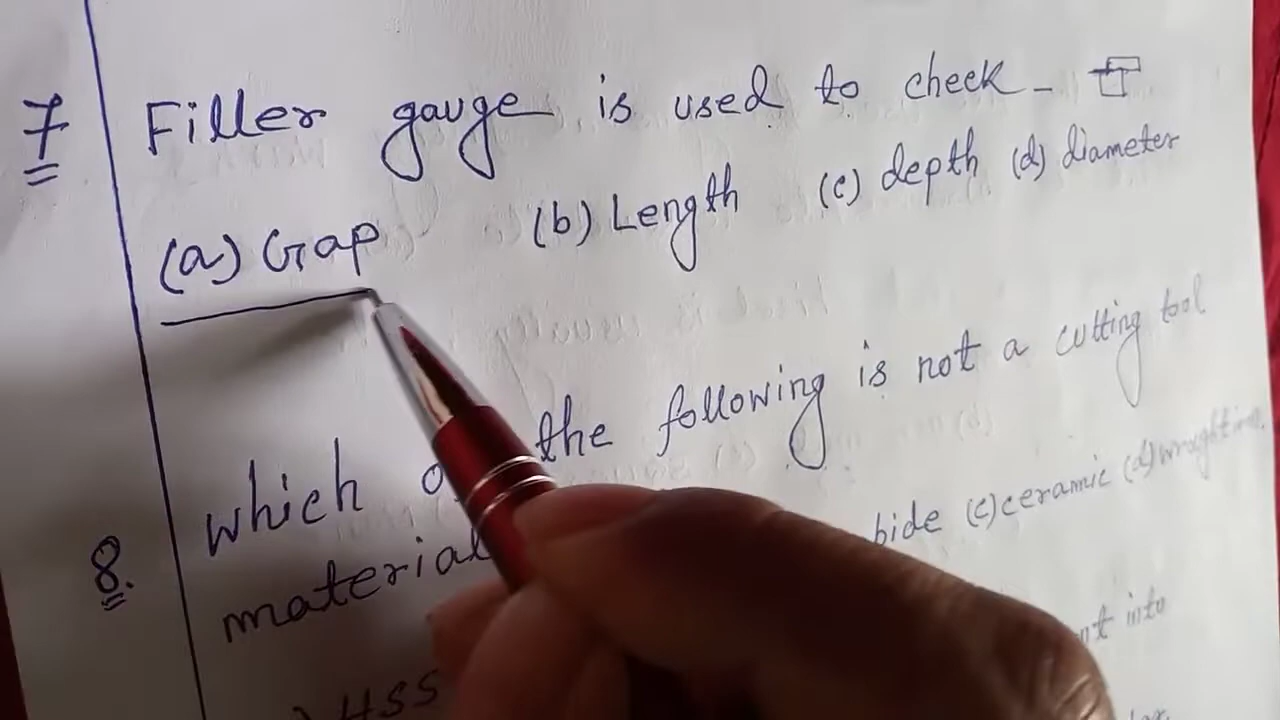 7 Filler gauge is used to check -
(a) Gap (b) Length (c) depth (d) diameter
8. which the following is not a cutting tool
material
HSS bide (c) ceramic (d)
into